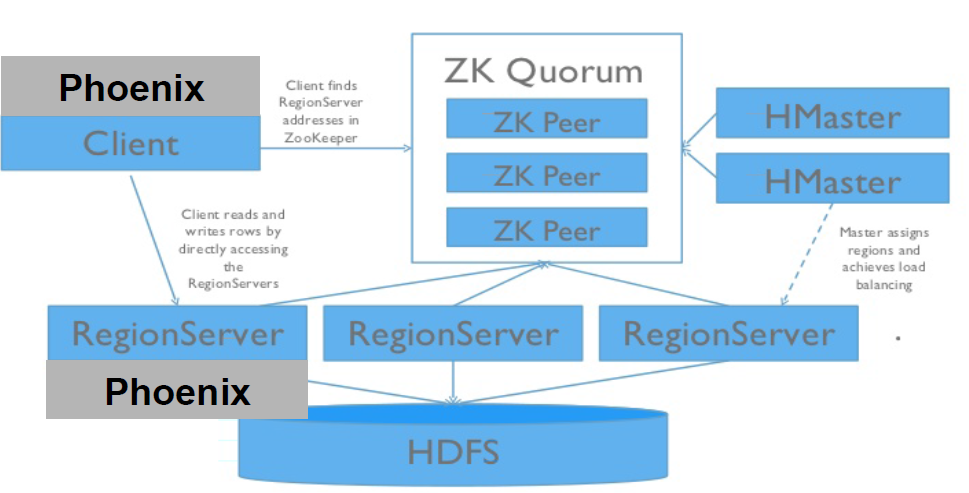 Phoenix
Client
Client finds
RegionServer
addresses in
ZooKeeper
ZK Quorum
ZK Peer
ZK Peer
ZK Peer
HMaster
HMaster
Client reads and
writes rows by
directly accessing
the
RegionServers
Master assigns
regions and
achieves load
balancing
RegionServer
RegionServer
RegionServer
Phoenix
HDFS